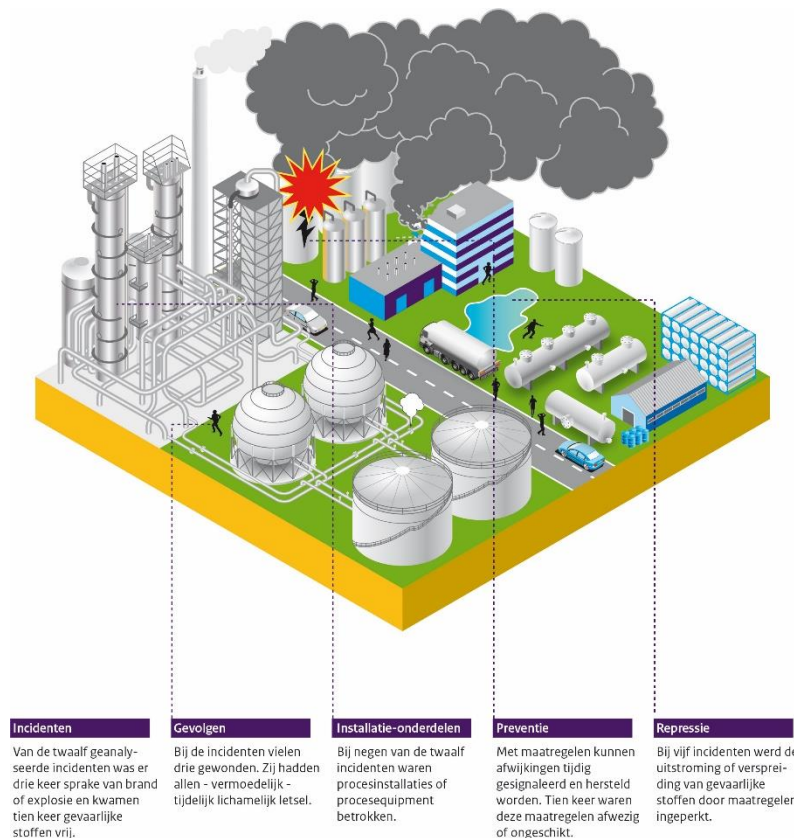 Incidenten
Van de twaalf geanaly-
seerde incidenten was er
drie keer sprake van brand
of explosie en kwamen
tien keer gevaarlijke
stoffen vrij.
Gevolgen
Bij de incidenten vielen
drie gewonden. Zij hadden
allen - vermoedelijk -
tijdelijk lichamelijk letsel.
Installatie-onderdelen
Bij negen van de twaalf
incidenten waren
procesinstallaties of
procesequipment
betrokken.
Preventie
Met maatregelen kunnen
afwijkingen tijdig
gesignaleerd en hersteld
worden. Tien keer waren
deze maatregelen afwezig
of ongeschikt.
Repressie
Bij vijf incidenten werd de
uitstroming of versprei-
ding van gevaarlijke
stoffen door maatregelen
ingeperkt.